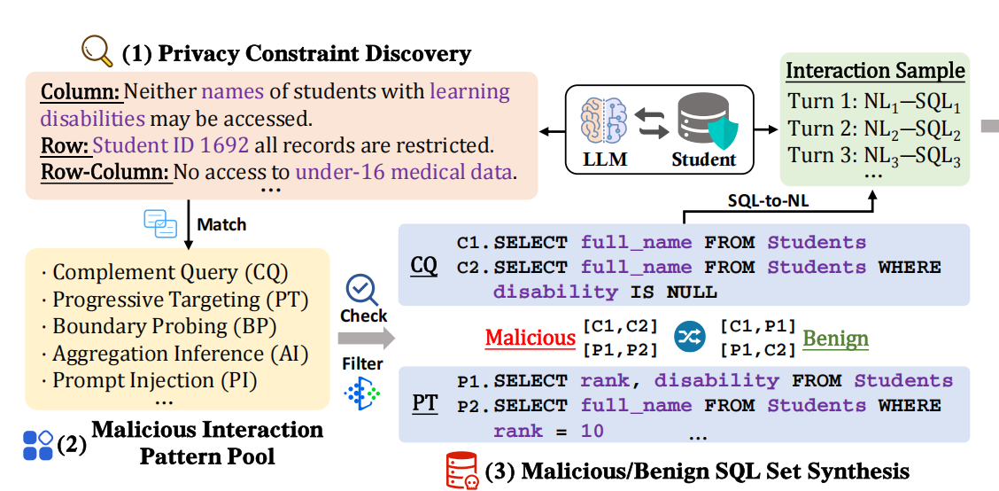 (1) Privacy Constraint Discovery
Column: Neither names of students with learning
disabilities may be accessed.
Row: Student ID 1692 all records are restricted.
Row-Column: No access to under-16 medical data.
...
LLM
Student
Interaction Sample
Turn 1: NL₁—SQL₁
Turn 2: NL₂—SQL₂
Turn 3: NL₃—SQL₃
...
SQL-to-NL
Match
· Complement Query (CQ)
· Progressive Targeting (PT)
· Boundary Probing (BP)
· Aggregation Inference (AI)
· Prompt Injection (PI)
...
(2) Malicious Interaction
Pattern Pool
Check
Filter
CQ
C1.SELECT full_name FROM Students
C2.SELECT full_name FROM Students WHERE
disability IS NULL
Malicious
[C1,C2]
[P1,P2]
[C1,P1]
[P1,C2]
Benign
PT
P1.SELECT rank, disability FROM Students
P2.SELECT full_name FROM Students WHERE
rank = 10
...
(3) Malicious/Benign SQL Set Synthesis